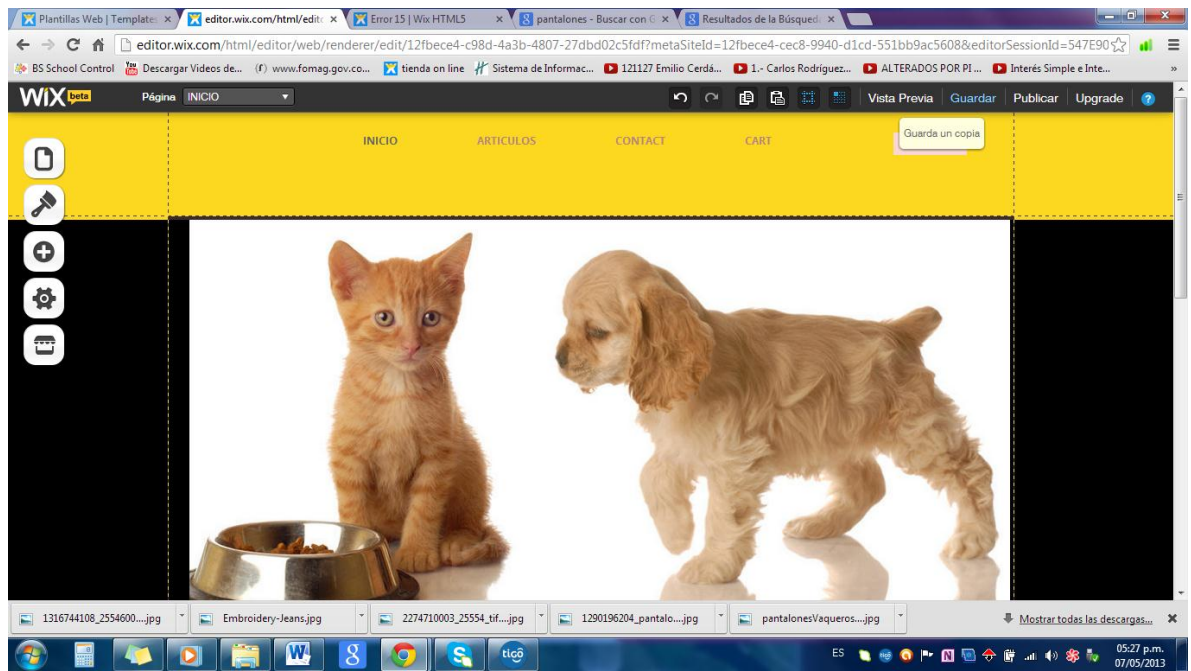 Plantillas Web | Templates
editor.wix.com/html/edito
Error 15 | Wix HTML5
pantalones - Buscar con G
Resultados de la Búsqued
editor.wix.com/html/editor/web/renderer/edit/12fbece4-c98d-4a3b-4807-27dbd02c5fdf?metaSiteId=12fbece4-cec8-9940-d1cd-551bb9ac5608&editorSessionId=547E90
BS School Control
Descargar Videos de...
www.fomag.gov.co...
tienda on line
Sistema de Informac...
121127 Emilio Cerdá...
1.- Carlos Rodríguez...
ALTERADOS POR PI ...
Interés Simple e Inte...
»
WiX beta
Página INICIO
Vista Previa
Guardar
Publicar
Upgrade
?
Guarda un copia
INICIO
ARTICULOS
CONTACT
CART
1316744108_2554600....jpg
Embroidery-Jeans.jpg
2274710003_25554_tif....jpg
1290196204_pantalo....jpg
pantalonesVaqueros....jpg
Mostrar todas las descargas...
tigo
ES
05:27 p.m.
07/05/2013